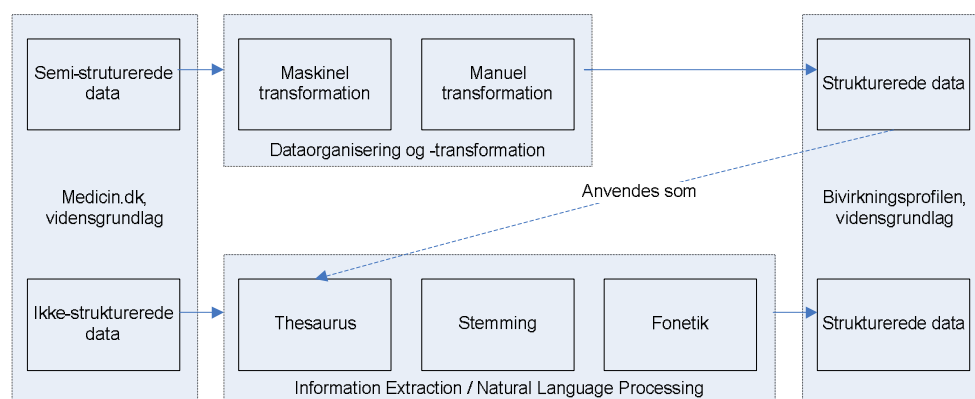 Semi-struturerede
data
Maskinel
transformation
Manuel
transformation
Strukturerede data
Dataorganisering og -transformation
Medicin.dk,
vidensgrundlag
Anvendes som
Bivirkningsprofilen,
vidensgrundlag
Ikke-strukturerede
data
Thesaurus
Stemming
Fonetik
Strukturerede data
Information Extraction / Natural Language Processing